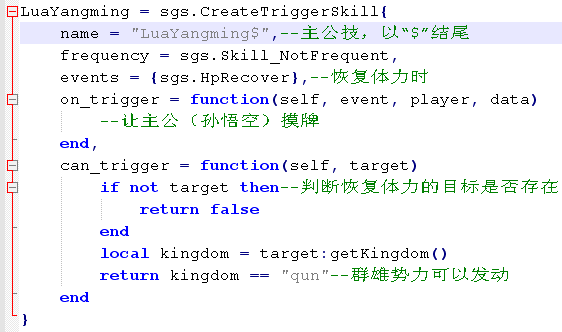 LuaYangming = sgs.CreateTriggerSkill{
    name = "LuaYangming$",--主公技，以“$”结尾
    frequency = sgs.Skill_NotFrequent,
    events = {sgs.HpRecover},--恢复体力时
    on_trigger = function(self, event, player, data)
        --让主公（孙悟空）摸牌
    end,
    can_trigger = function(self, target)
        if not target then--判断恢复体力的目标是否存在
            return false
        end
        local kingdom = target:getKingdom()
        return kingdom == "qun"--群雄势力可以发动
    end
}